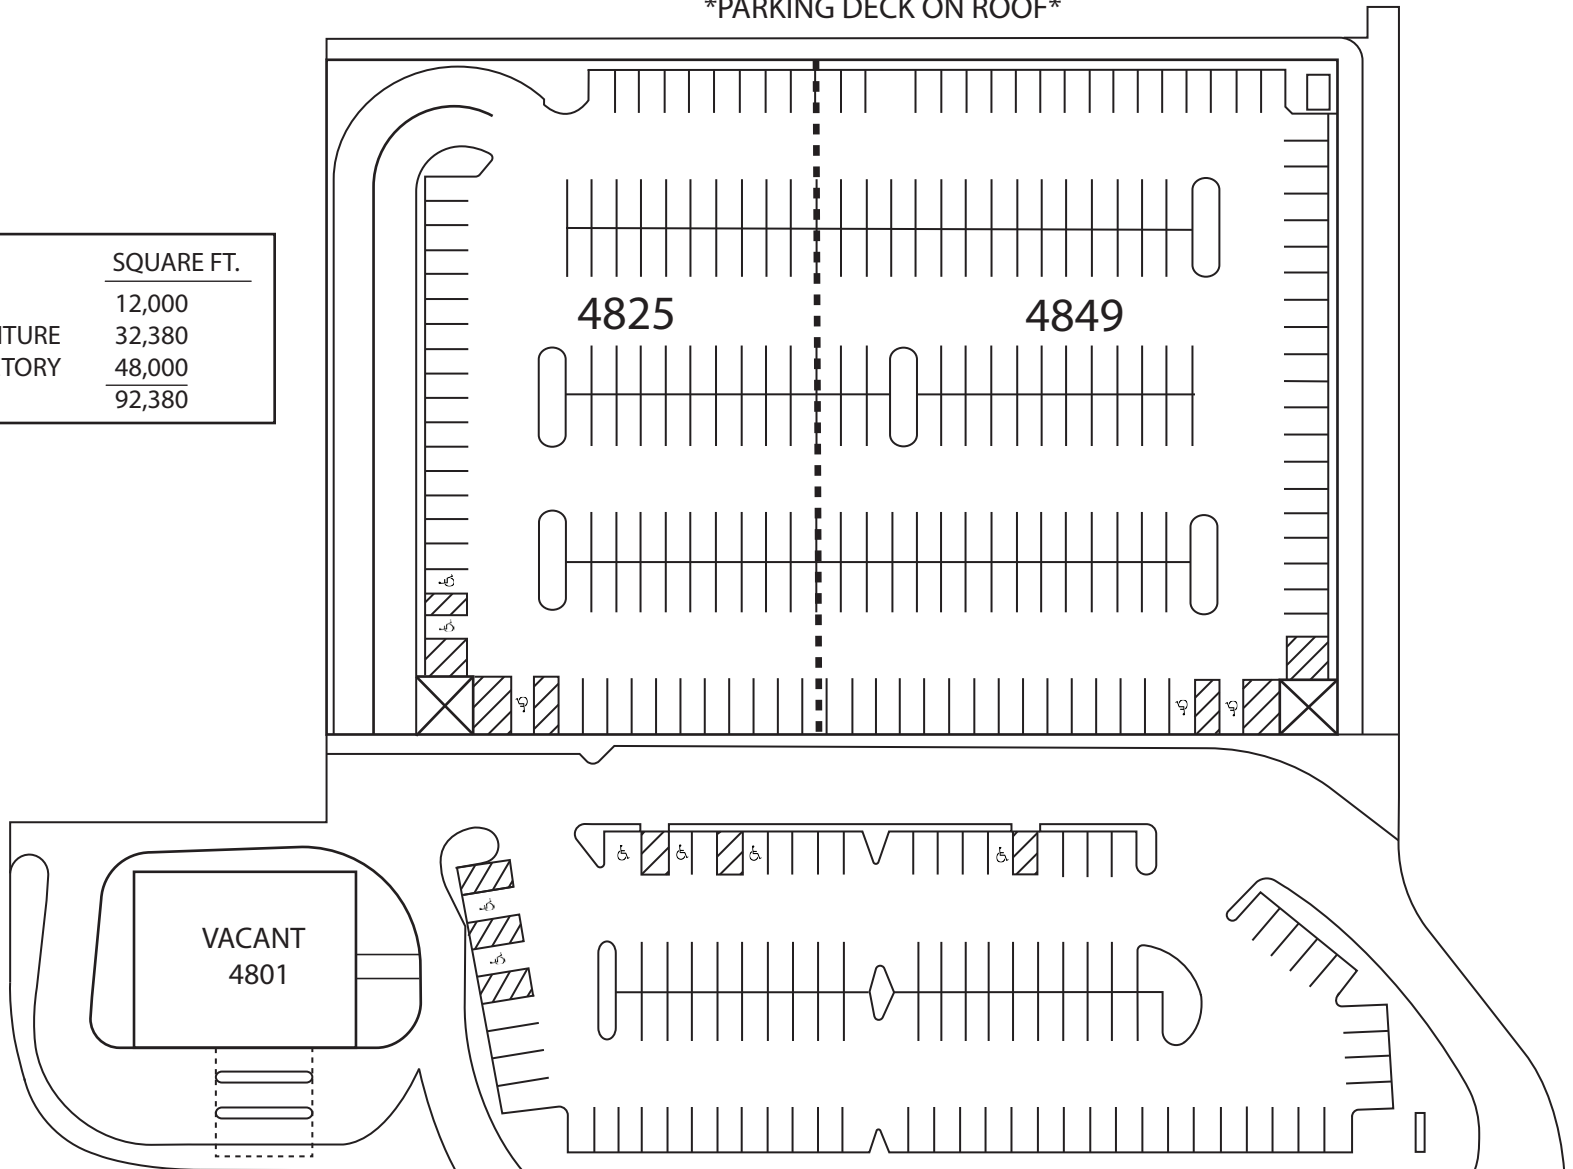 *PARKING DECK ON ROOF*
SQUARE FT.
12,000
32,380
TORY 48,000
92,380
4825
4849
VACANT
4801